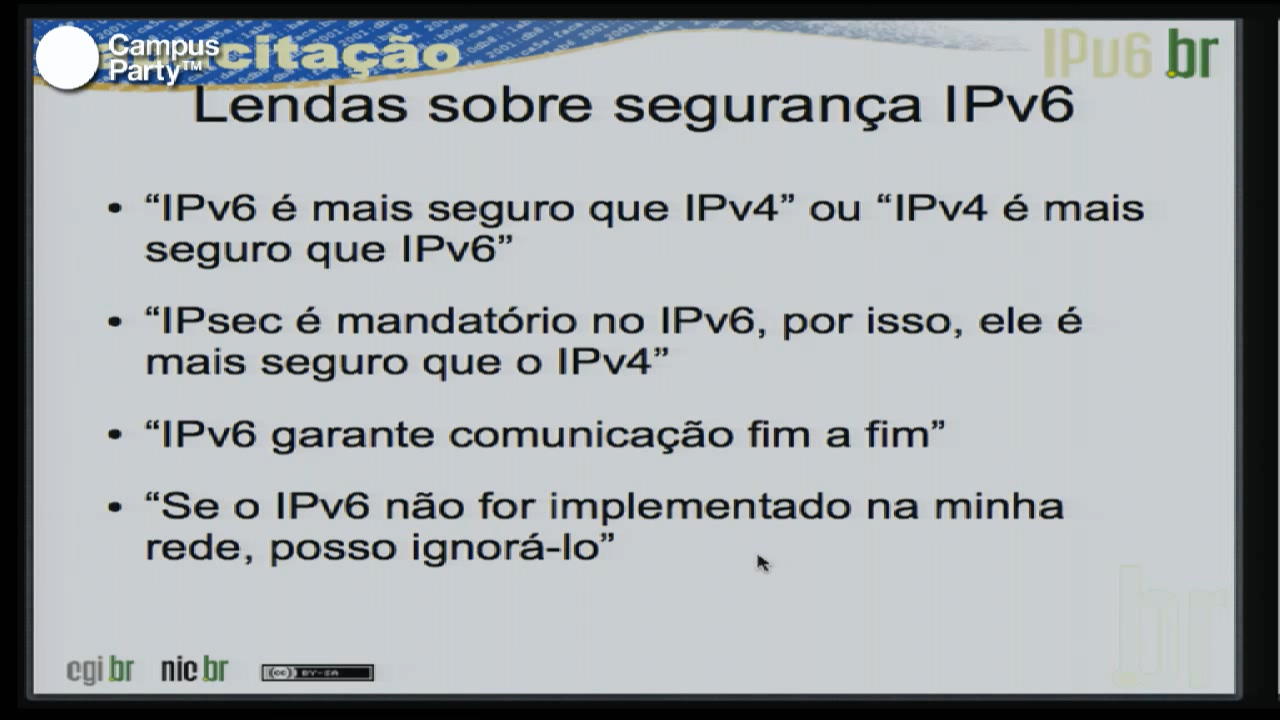 Campus
Party™
citação
IPv6.br
Lendas sobre segurança IPv6
• “IPv6 é mais seguro que IPv4” ou “IPv4 é mais
seguro que IPv6”
• “IPsec é mandatório no IPv6, por isso, ele é
mais seguro que o IPv4”
• “IPv6 garante comunicação fim a fim”
• “Se o IPv6 não for implementado na minha
rede, posso ignorá-lo”
.br
cgi.br nic.br (cc) BY-SA